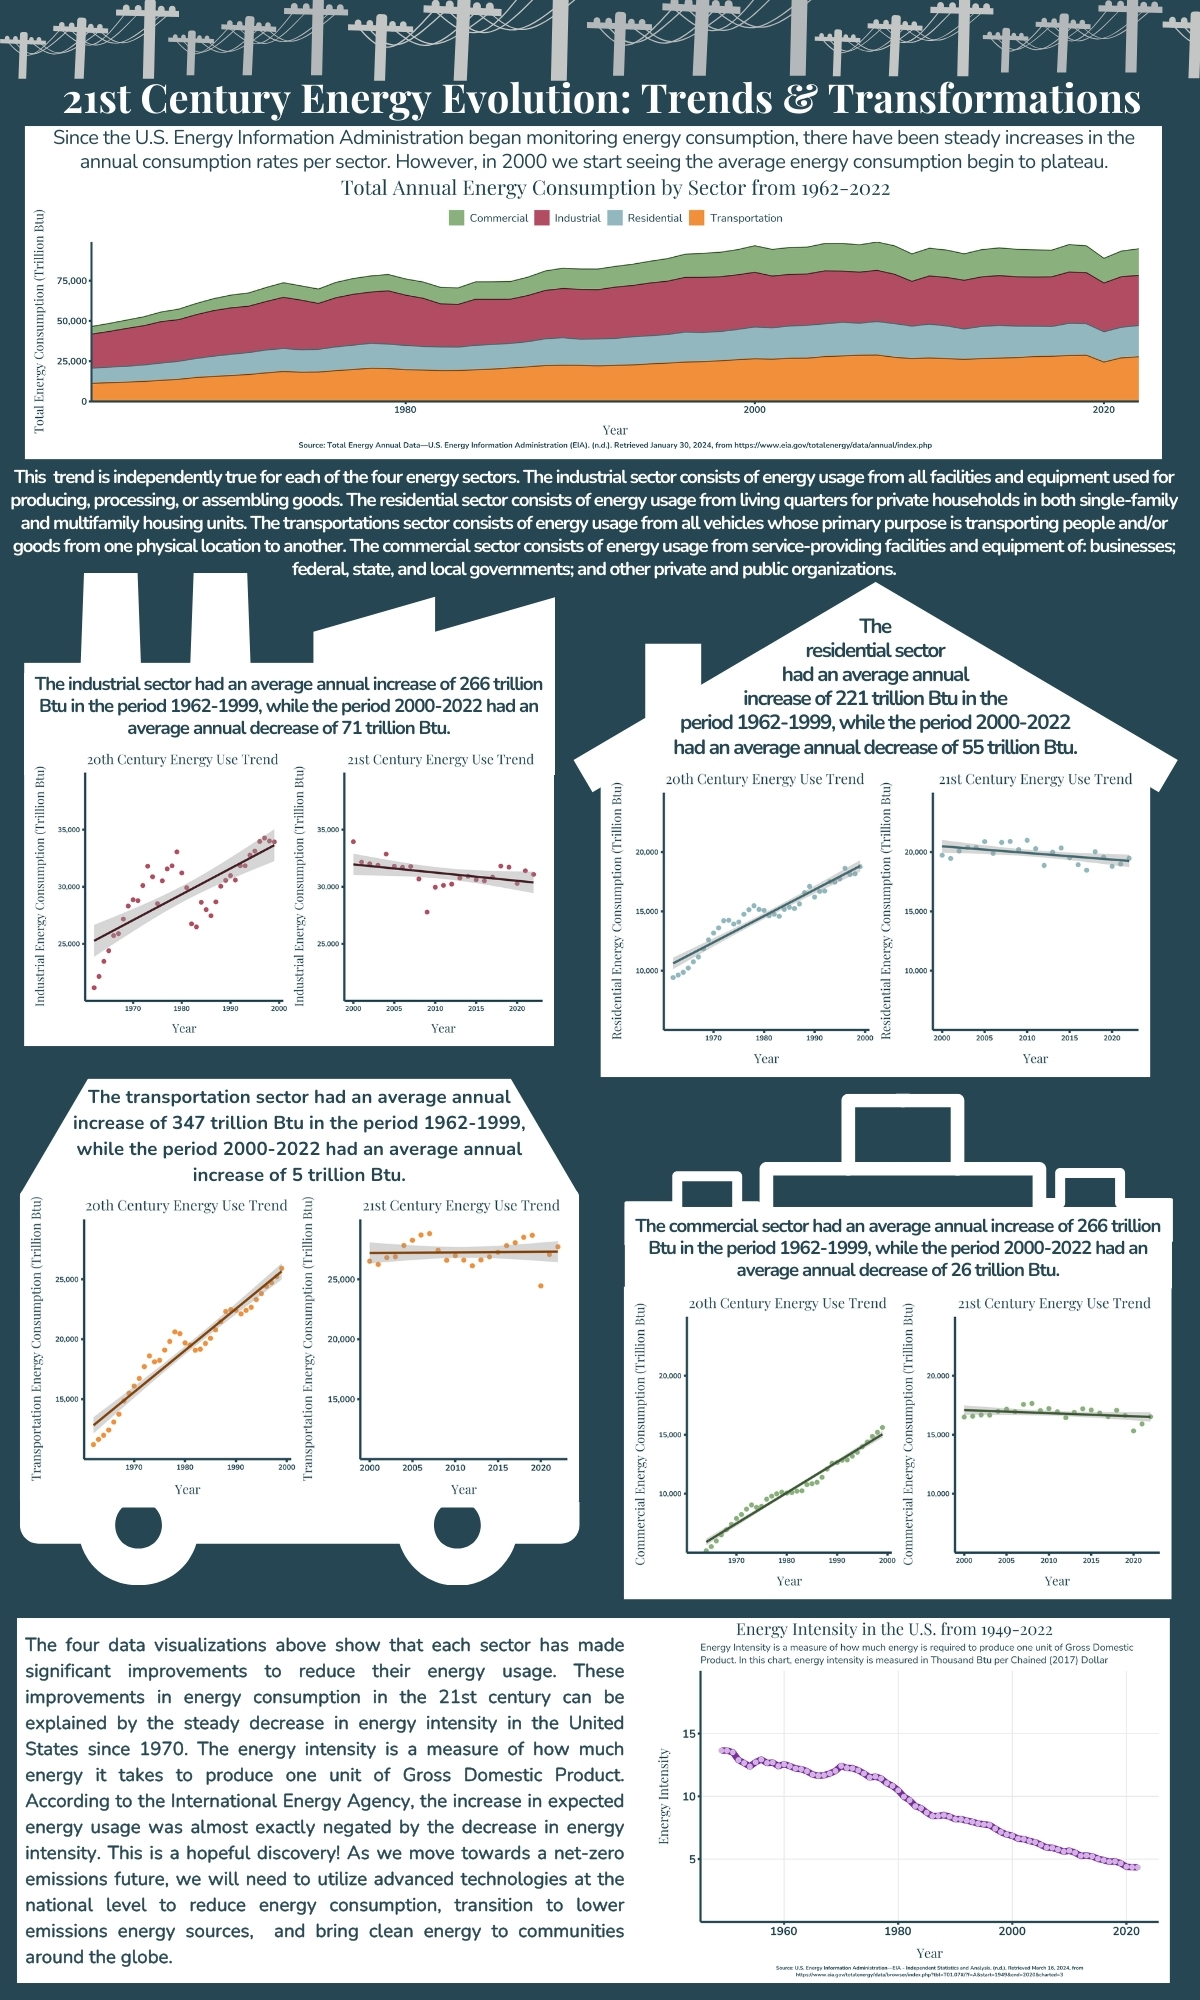 21st Century Energy Evolution: Trends & Transformations
Since the U.S. Energy Information Administration began monitoring energy consumption, there have been steady increases in the
annual consumption rates per sector. However, in 2000 we start seeing the average energy consumption begin to plateau.
Total Annual Energy Consumption by Sector from 1962-2022
Commercial Industrial Residential Transportation
Total Energy Consumption (Trillion Btu)
75,000
50,000
25,000
0
1980 2000 2020
Year
Source: Total Energy Annual Data—U.S. Energy Information Administration (EIA). (n.d.). Retrieved January 30, 2024, from https://www.eia.gov/totalenergy/data/annual/index.php
This trend is independently true for each of the four energy sectors. The industrial sector consists of energy usage from all facilities and equipment used for
producing, processing, or assembling goods. The residential sector consists of energy usage from living quarters for private households in both single-family
and multifamily housing units. The transportations sector consists of energy usage from all vehicles whose primary purpose is transporting people and/or
goods from one physical location to another. The commercial sector consists of energy usage from service-providing facilities and equipment of: businesses;
federal, state, and local governments; and other private and public organizations.
The industrial sector had an average annual increase of 266 trillion
Btu in the period 1962-1999, while the period 2000-2022 had an
average annual decrease of 71 trillion Btu.
20th Century Energy Use Trend
Industrial Energy Consumption (Trillion Btu)
35,000
30,000
25,000
1970 1980 1990 2000
Year
21st Century Energy Use Trend
Industrial Energy Consumption (Trillion Btu)
35,000
30,000
25,000
2000 2005 2010 2015 2020
Year
The
residential sector
had an average annual
increase of 221 trillion Btu in the
period 1962-1999, while the period 2000-2022
had an average annual decrease of 55 trillion Btu.
20th Century Energy Use Trend
Residential Energy Consumption (Trillion Btu)
20,000
15,000
10,000
1970 1980 1990 2000
Year
21st Century Energy Use Trend
Residential Energy Consumption (Trillion Btu)
20,000
15,000
10,000
2000 2005 2010 2015 2020
Year
The transportation sector had an average annual
increase of 347 trillion Btu in the period 1962-1999,
while the period 2000-2022 had an average annual
increase of 5 trillion Btu.
20th Century Energy Use Trend
Transportation Energy Consumption (Trillion Btu)
25,000
20,000
15,000
1970 1980 1990 2000
Year
21st Century Energy Use Trend
Transportation Energy Consumption (Trillion Btu)
25,000
20,000
15,000
2000 2005 2010 2015 2020
Year
The commercial sector had an average annual increase of 266 trillion
Btu in the period 1962-1999, while the period 2000-2022 had an
average annual decrease of 26 trillion Btu.
20th Century Energy Use Trend
Commercial Energy Consumption (Trillion Btu)
20,000
15,000
10,000
1970 1980 1990 2000
Year
21st Century Energy Use Trend
Commercial Energy Consumption (Trillion Btu)
20,000
15,000
10,000
2000 2005 2010 2015 2020
Year
The four data visualizations above show that each sector has made
significant improvements to reduce their energy usage. These
improvements in energy consumption in the 21st century can be
explained by the steady decrease in energy intensity in the United
States since 1970. The energy intensity is a measure of how much
energy it takes to produce one unit of Gross Domestic Product.
According to the International Energy Agency, the increase in expected
energy usage was almost exactly negated by the decrease in energy
intensity. This is a hopeful discovery! As we move towards a net-zero
emissions future, we will need to utilize advanced technologies at the
national level to reduce energy consumption, transition to lower
emissions energy sources, and bring clean energy to communities
around the globe.
Energy Intensity in the U.S. from 1949-2022
Energy Intensity is a measure of how much energy is required to produce one unit of Gross Domestic
Product. In this chart, energy intensity is measured in Thousand Btu per Chained (2017) Dollar
Energy Intensity
15
10
5
1960 1980 2000 2020
Year
Source: U.S. Energy Information Administration—EIA - Independent Statistics and Analysis. (n.d.). Retrieved March 16, 2024, from